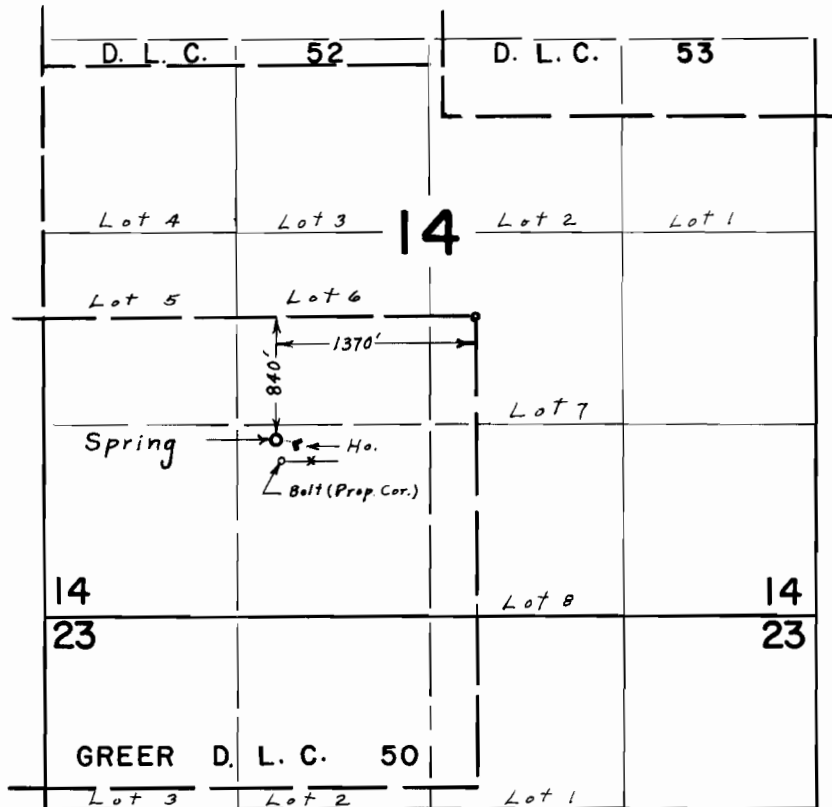 D. L. C. 52 D. L. C. 53
Lot 4 Lot 3 14 Lot 2 Lot 1
Lot 5 Lot 6
1370'
840'
Lot 7
Spring Ho.
Bolt (Prop. Cor.)
14 Lot 8 14
23 23
GREER D. L. C. 50
Lot 3 Lot 2 Lot 1